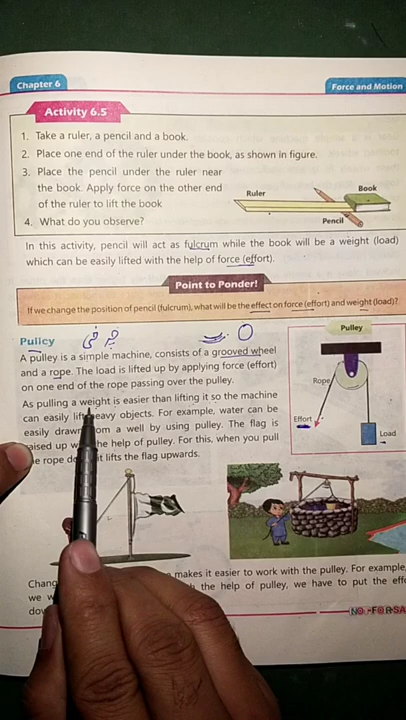 Chapter 6
Force and Motion
Activity 6.5
1. Take a ruler, a pencil and a book.
2. Place one end of the ruler under the book, as shown in figure.
3. Place the pencil under the ruler near
the book. Apply force on the other end
of the ruler to lift the book
4. What do you observe?
Ruler
Book
Pencil
In this activity, pencil will act as fulcrum while the book will be a weight (load)
which can be easily lifted with the help of force (effort).
Point to Ponder!
If we change the position of pencil (fulcrum), what will be the effect on force (effort) and weight (load)?
Pulley
چرخی
A pulley is a simple machine, consists of a grooved wheel
and a rope. The load is lifted up by applying force (effort)
on one end of the rope passing over the pulley.
As pulling a weight is easier than lifting it so the machine
can easily lift heavy objects. For example, water can be
easily drawn from a well by using pulley. The flag is
raised up the help of pulley. For this, when you pull
rope it lifts the flag upwards.
Pulley
Rope
Effort
Load
makes it easier to work with the pulley. For example,
we the help of pulley, we have to put the